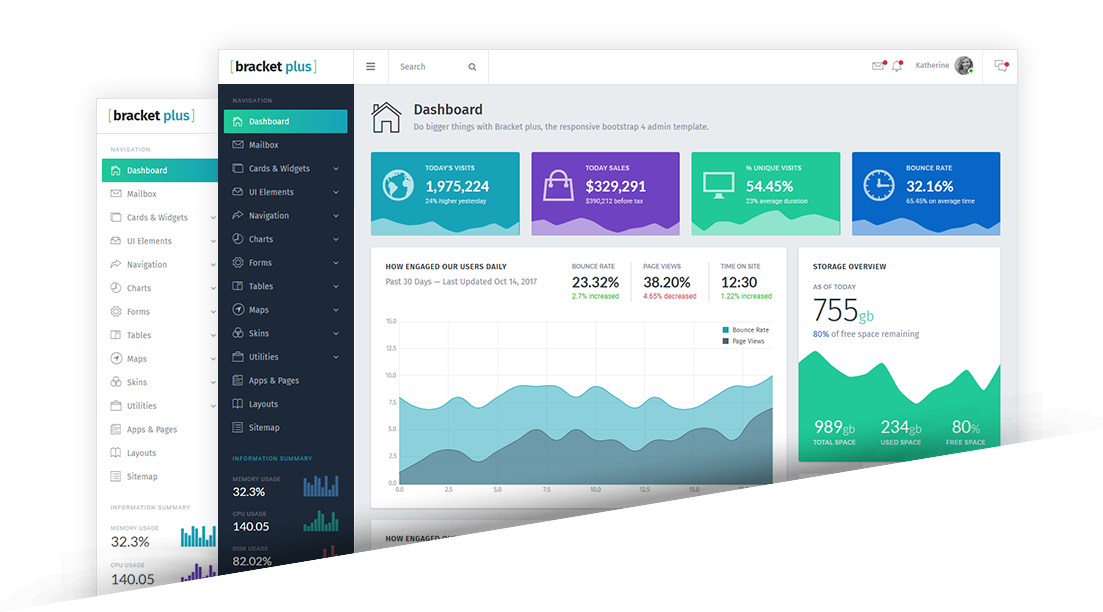 [bracket plus]
NAVIGATION
Dashboard
Mailbox
Cards & Widgets
UI Elements
Navigation
Charts
Forms
Tables
Maps
Skins
Utilities
Apps & Pages
Layouts
Sitemap
INFORMATION SUMMARY
MEMORY USAGE
32.3%
CPU USAGE
140.05
[bracket plus]
Search
Katherine
NAVIGATION
Dashboard
Mailbox
Cards & Widgets
UI Elements
Navigation
Charts
Forms
Tables
Maps
Skins
Utilities
Apps & Pages
Layouts
Sitemap
INFORMATION SUMMARY
MEMORY USAGE
32.3%
CPU USAGE
140.05
DISK USAGE
82.02%
Dashboard
Do bigger things with Bracket plus, the responsive bootstrap 4 admin template.
TODAY'S VISITS
1,975,224
24% higher yesterday
TODAY SALES
$329,291
$390,212 before tax
% UNIQUE VISITS
54.45%
23% average duration
BOUNCE RATE
32.16%
65.45% on average time
HOW ENGAGED OUR USERS DAILY
Past 30 Days — Last Updated Oct 14, 2017
BOUNCE RATE
23.32%
2.7% increased
PAGE VIEWS
38.20%
4.65% decreased
TIME ON SITE
12:30
1.22% increased
Bounce Rate
Page Views
15.0
12.5
10.0
7.5
5.0
2.5
0.0
0.0 2.5 5.0 7.5 10.0 12.5 15.0
STORAGE OVERVIEW
AS OF TODAY
755gb
80% of free space remaining
989gb
TOTAL SPACE
234gb
USED SPACE
80%
FREE SPACE
HOW ENGAGED